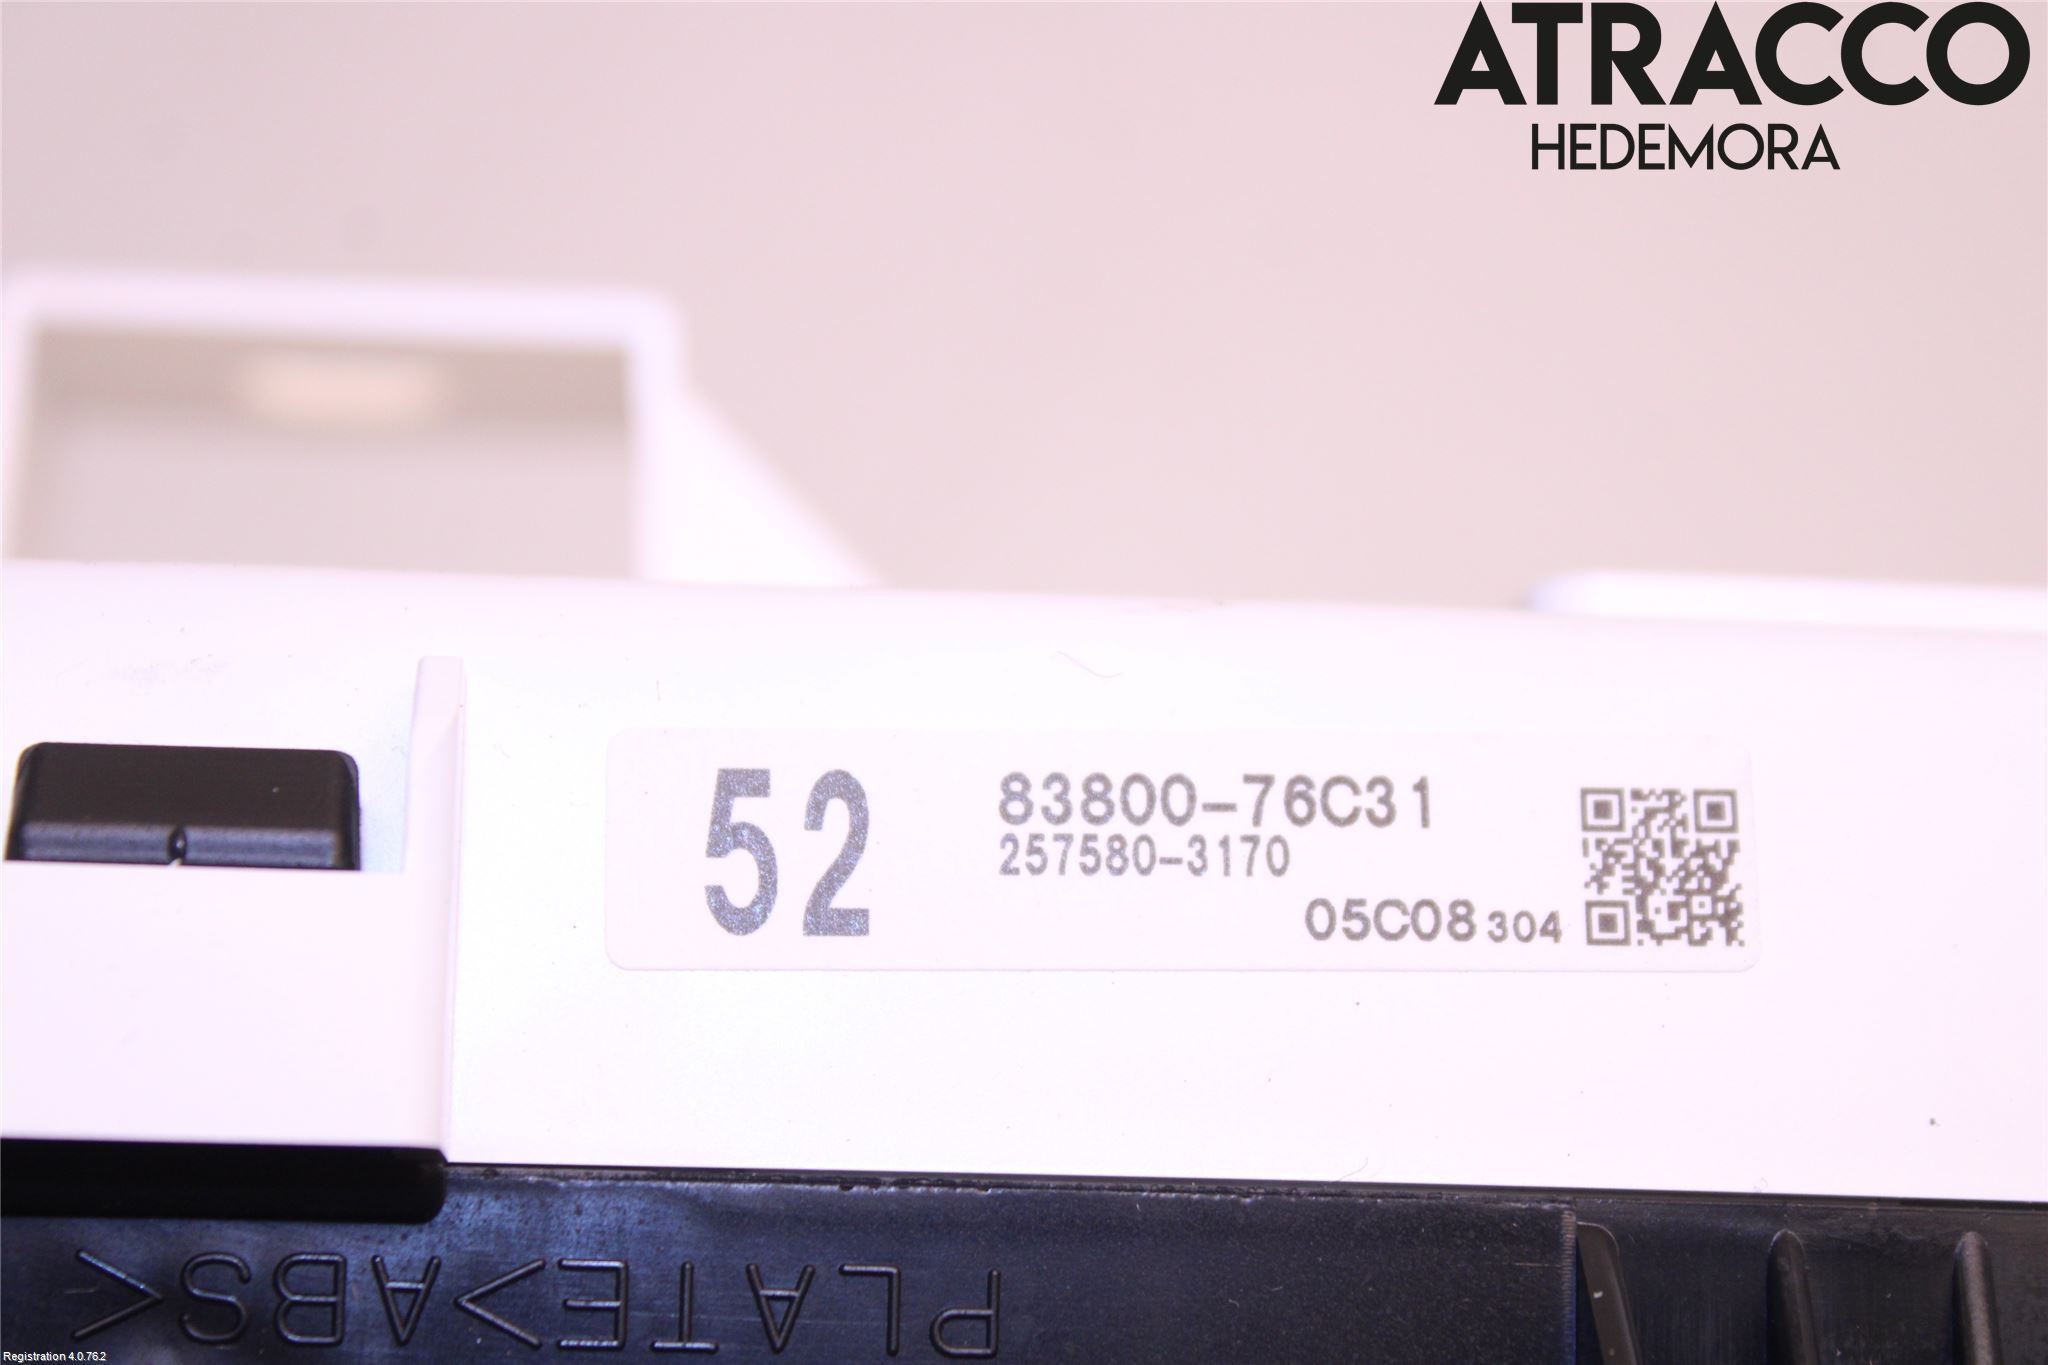 ATRACCO
HEDEMORA
52
83800-76C31
257580-3170
05C08 304
PLATE>ABS<
Registration 4.0.76.2